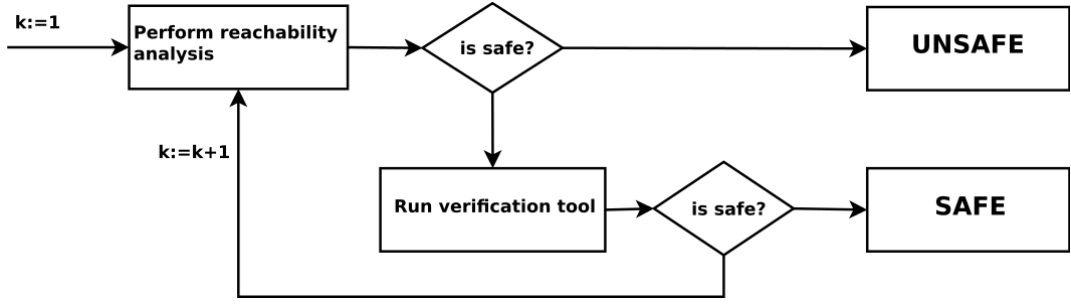 k:=1
Perform reachability
analysis
is safe?
UNSAFE
k:=k+1
Run verification tool
is safe?
SAFE